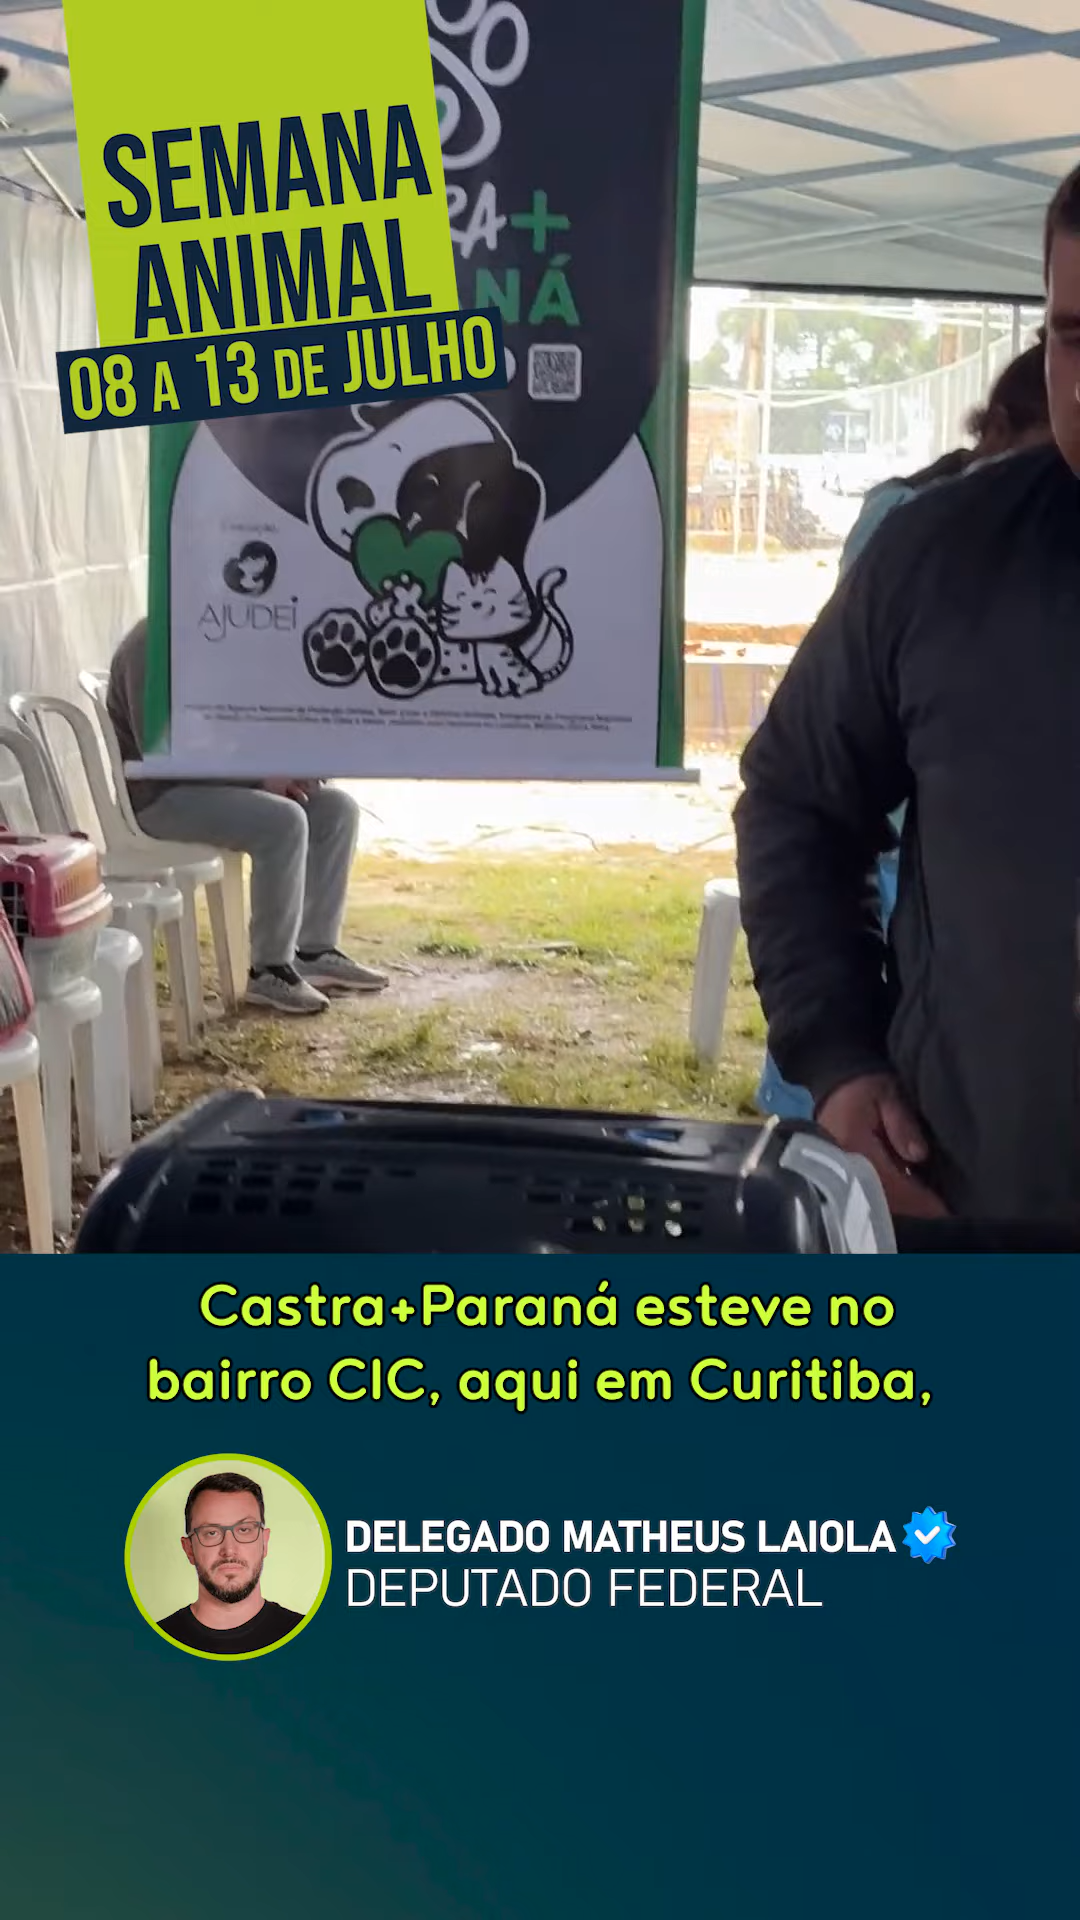 SEMANA
ANIMAL
08 A 13 DE JULHO
RA+
NÁ
AJUDEI
Castra+Paraná esteve no
bairro CIC, aqui em Curitiba,
DELEGADO MATHEUS LAIOLA
DEPUTADO FEDERAL